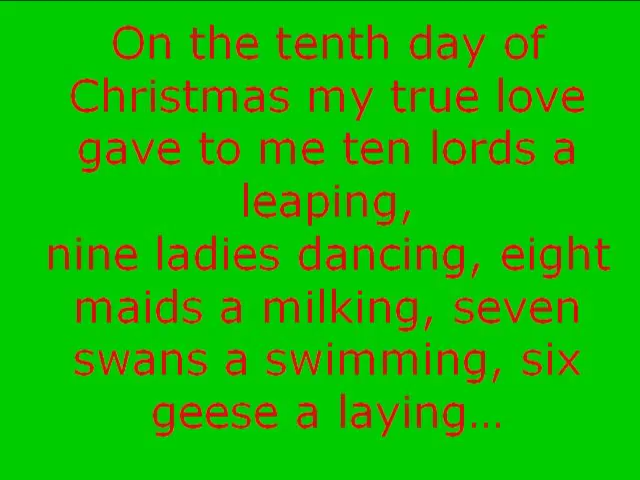 On the tenth day of
Christmas my true love
gave to me ten lords a
leaping,
nine ladies dancing, eight
maids a milking, seven
swans a swimming, six
geese a laying…